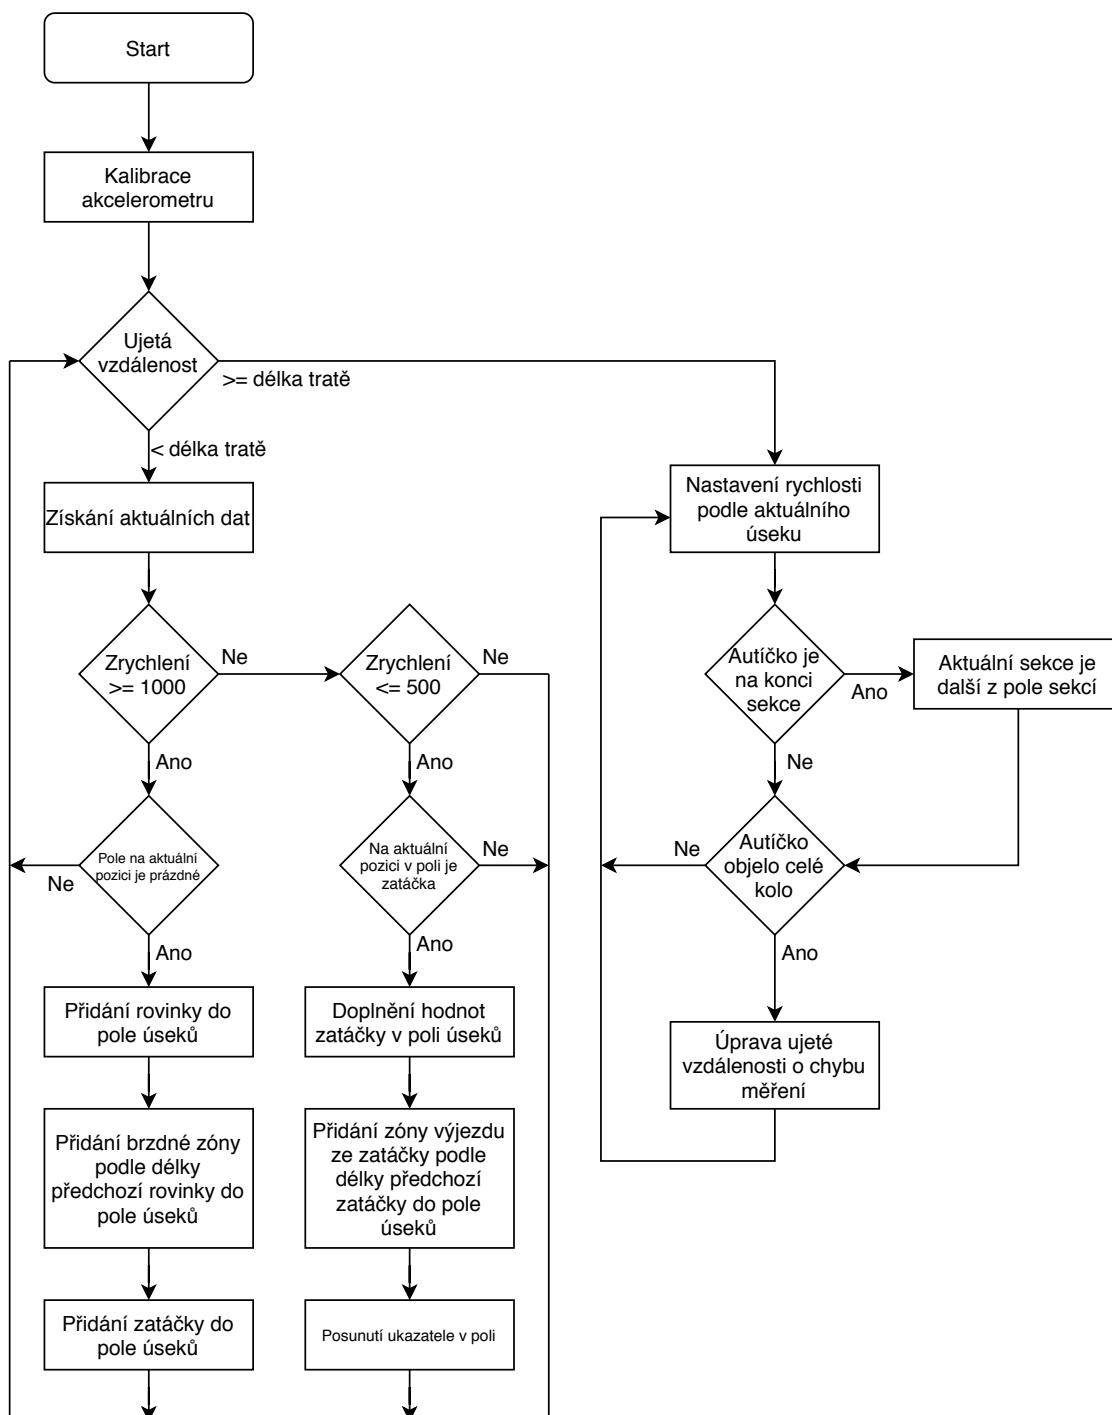 Start
Kalibrace
akcelerometru
Ujetá
vzdálenost
>= délka tratě
< délka tratě
Získání aktuálních dat
Zrychlení
>= 1000
Ne
Ano
Zrychlení
<= 500
Ne
Ano
Pole na aktuální
pozici je prázdné
Ne
Ano
Na aktuální
pozici v poli je
zatáčka
Ne
Ano
Přidání rovinky do
pole úseků
Doplnění hodnot
zatáčky v poli úseků
Přidání brzdné zóny
podle délky
předchozí rovinky do
pole úseků
Přidání zóny výjezdu
ze zatáčky podle
délky předchozí
zatáčky do pole
úseků
Přidání zatáčky do
pole úseků
Posunutí ukazatele v poli
Nastavení rychlosti
podle aktuálního
úseku
Autíčko je
na konci
sekce
Ano
Ne
Aktuální sekce je
další z pole sekcí
Autíčko
objelo celé
kolo
Ne
Ano
Úprava ujeté
vzdálenosti o chybu
měření